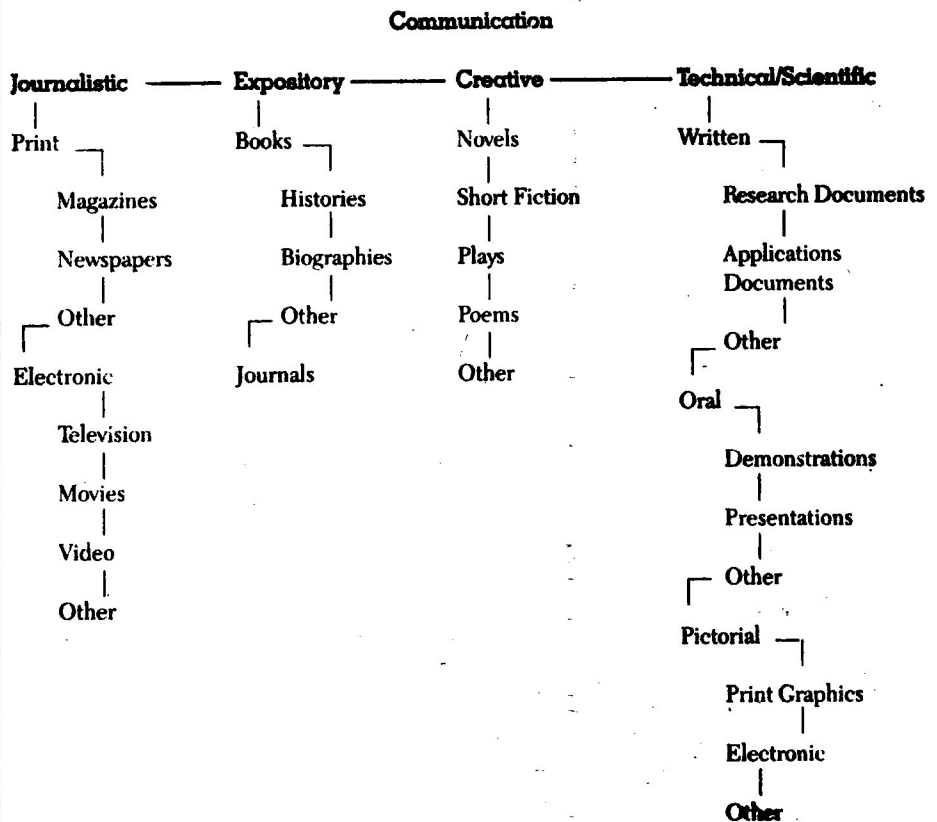 Communication
Journalistic Expository Creative Technical/Scientific
Print Books Novels Written
Magazines Histories Short Fiction Research Documents
Newspapers Biographies Plays Applications
Documents
Other Other Poems Other
Electronic Journals Other Oral
Television Demonstrations
Movies Presentations
Video Other
Other Pictorial
Print Graphics
Electronic
Other